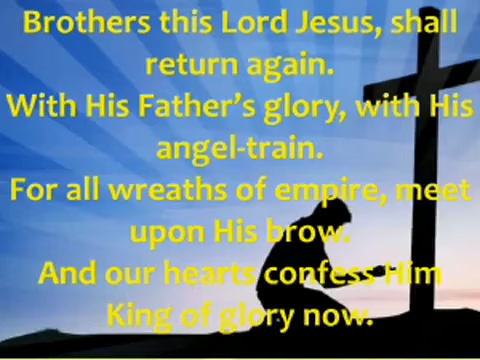 Brothers this Lord Jesus, shall
return again.
With His Father's glory, with His
angel-train.
For all wreaths of empire, meet
upon His brow.
And our hearts confess Him
King of glory now.